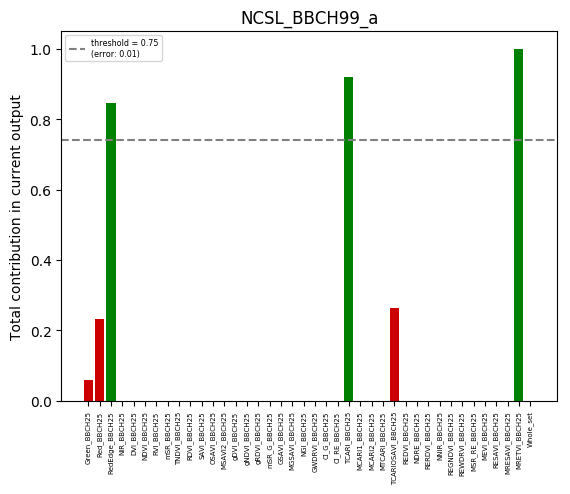 NCSL_BBCH99_a
threshold = 0.75
(error: 0.01)
Total contribution in current output
1.0
0.8
0.6
0.4
0.2
0.0
Green_BBCH25
Red_BBCH25
RedEdge_BBCH25
NIR_BBCH25
DVI_BBCH25
NDVI_BBCH25
RVI_BBCH25
mSR_BBCH25
TNDVI_BBCH25
RDVI_BBCH25
SAVI_BBCH25
OSAVI_BBCH25
MSAVI2_BBCH25
gDVI_BBCH25
gNDVI_BBCH25
gRDVI_BBCH25
mSR_G_BBCH25
GSAVI_BBCH25
MGSAVI_BBCH25
NGI_BBCH25
GWDRVI_BBCH25
CI_G_BBCH25
CI_RE_BBCH25
TCARI_BBCH25
MCARI1_BBCH25
MCARI2_BBCH25
MTCARI_BBCH25
TCARIOSAVI_BBCH25
REDVI_BBCH25
NDRE_BBCH25
RERDVI_BBCH25
NNIR_BBCH25
REGNDVI_BBCH25
REWDRVI_BBCH25
MSR_RE_BBCH25
MEVI_BBCH25
RESAVI_BBCH25
MRESAVI_BBCH25
MRETVI_BBCH25
Whole_set